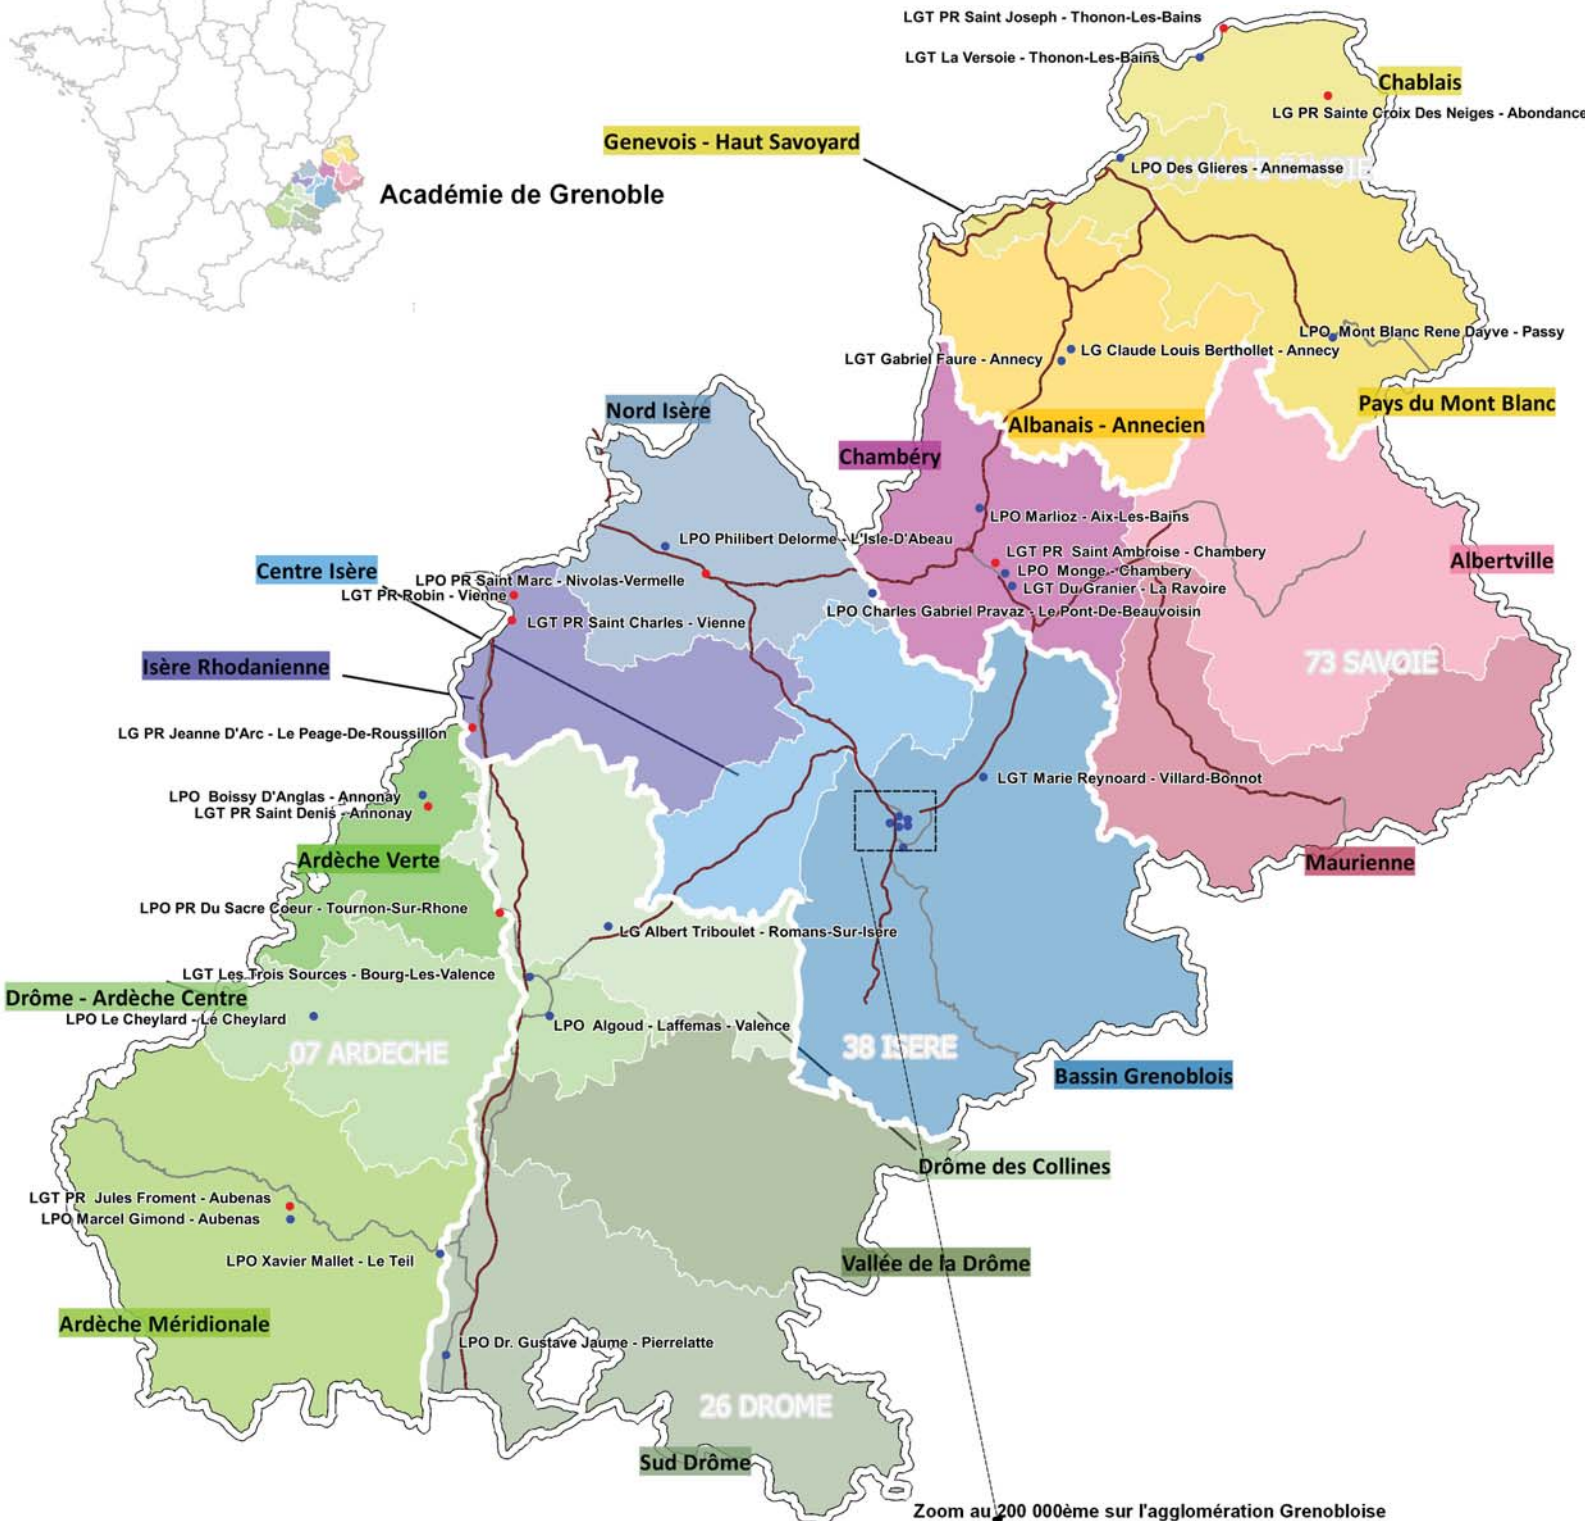 LGT PR Saint Joseph - Thonon-Les-Bains
LGT La Versoie - Thonon-Les-Bains
Chablais
LG PR Sainte Croix Des Neiges - Abondance
Genevois - Haut Savoyard
74 HAUTE SAVOIE
LPO Des Glieres - Annemasse
Académie de Grenoble
LPO Mont Blanc Rene Dayve - Passy
LGT Gabriel Faure - Annecy
LG Claude Louis Berthollet - Annecy
Pays du Mont Blanc
Nord Isère
Albanais - Annecien
Chambéry
LPO Marlioz - Aix-Les-Bains
LPO Philibert Delorme - L'Isle-D'Abeau
LGT PR Saint Ambroise - Chambery
Albertville
Centre Isère
LPO PR Saint Marc - Nivolas-Vermelle
LPO Monge - Chambery
LGT PR Robin - Vienne
LGT Du Granier - La Ravoire
LPO Charles Gabriel Pravaz - Le Pont-De-Beauvoisin
LGT PR Saint Charles - Vienne
Isère Rhodanienne
73 SAVOIE
LG PR Jeanne D'Arc - Le Peage-De-Roussillon
LGT Marie Reynoard - Villard-Bonnot
LPO Boissy D'Anglas - Annonay
LGT PR Saint Denis - Annonay
Ardèche Verte
Maurienne
LPO PR Du Sacre Coeur - Tournon-Sur-Rhone
LG Albert Triboulet - Romans-Sur-Isere
LGT Les Trois Sources - Bourg-Les-Valence
Drôme - Ardèche Centre
LPO Le Cheylard - Le Cheylard
LPO Algoud - Laffemas - Valence
07 ARDECHE
38 ISERE
Bassin Grenoblois
Drôme des Collines
LGT PR Jules Froment - Aubenas
LPO Marcel Gimond - Aubenas
LPO Xavier Mallet - Le Teil
Vallée de la Drôme
Ardèche Méridionale
LPO Dr. Gustave Jaume - Pierrelatte
26 DROME
Sud Drôme
Zoom au 200 000ème sur l'agglomération Grenobloise